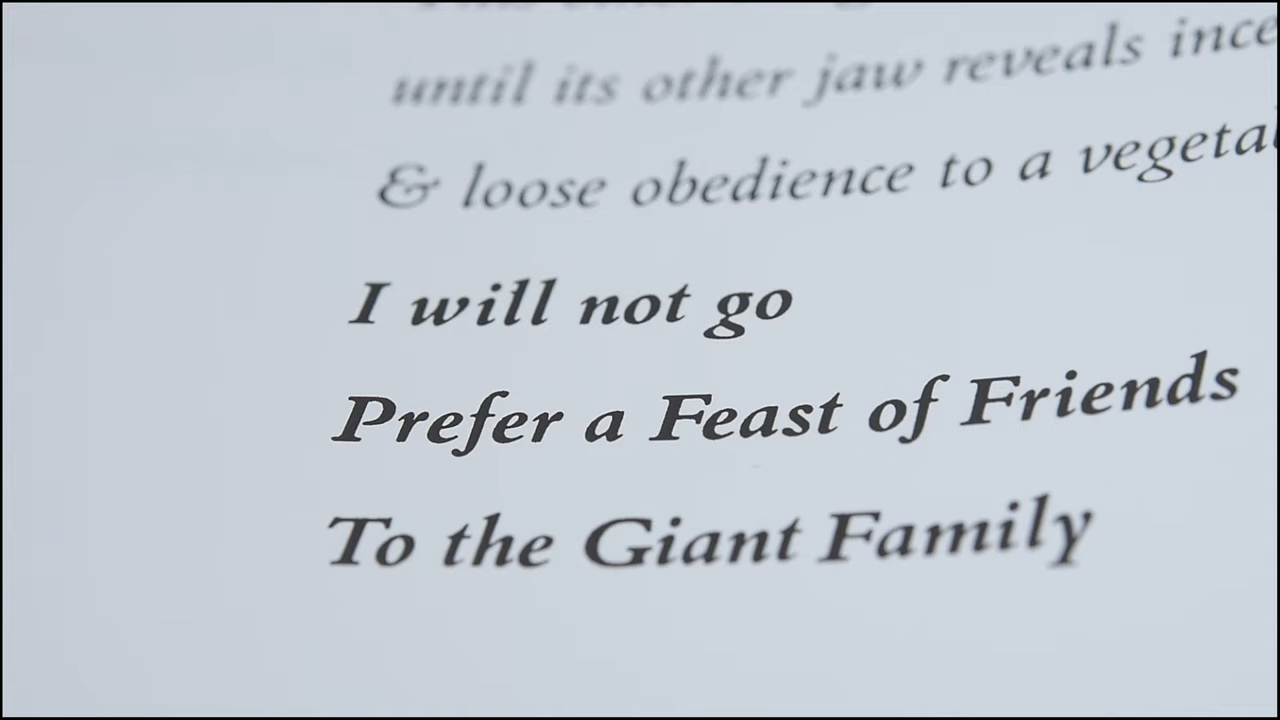 until its other jaw reveals
& loose obedience to a
I will not go
Prefer a Feast of Friends
To the Giant Family